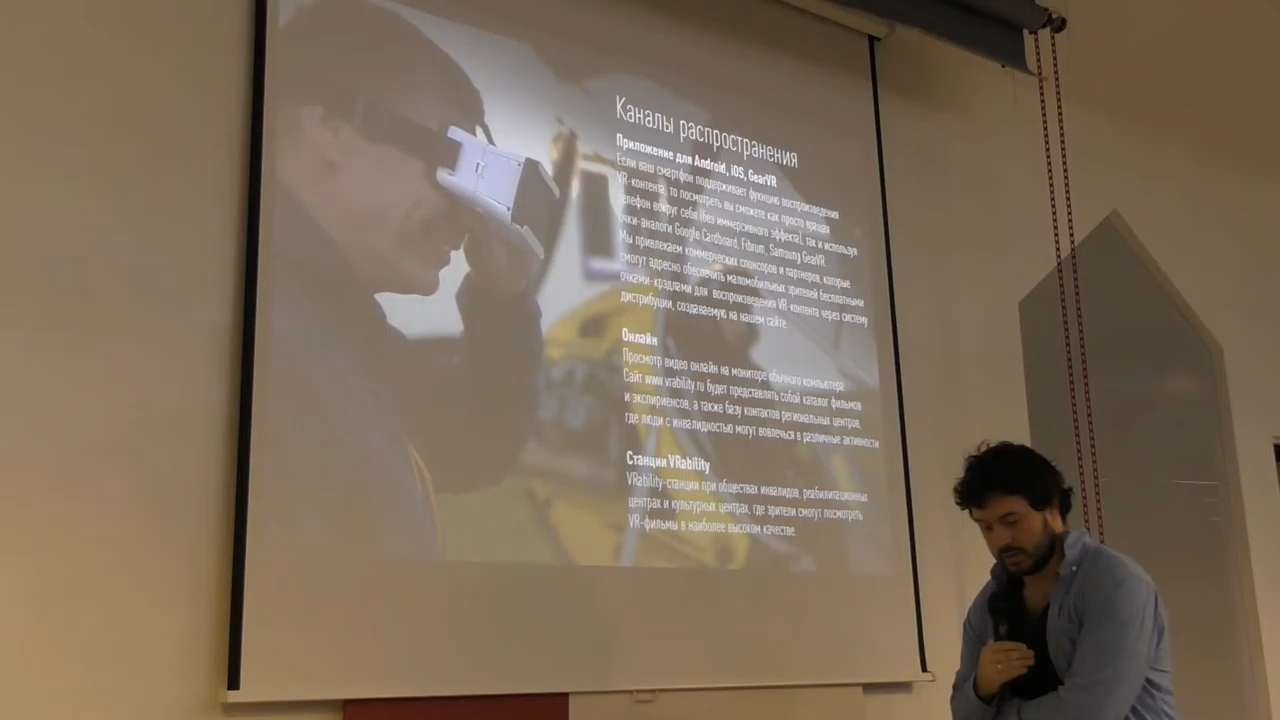 Каналы распространения
Приложение для Android, iOS, GearVR
Если ваш смартфон поддерживает функцию воспроизведения
VR-контента, то посмотреть вы сможете как просто вращая
телефон вокруг себя (без иммерсивного эффекта), так и используя
очки-аналоги Google Cardboard, Fibrum, Samsung GearVR.
Мы привлекаем коммерческих спонсоров и партнеров, которые
смогут адресно обеспечить маломобильных зрителей бесплатными
очками-крэдлами для воспроизведения VR-контента через систему
дистрибуции, создаваемую на нашем сайте.
Онлайн
Просмотр видео онлайн на мониторе обычного компьютера
Сайт www.vrability.ru будет представлять собой каталог фильмов
и экспириенсов, а также базу контактов региональных центров,
где люди с инвалидностью могут вовлечься в различные активности
Станции VRability
VRability-станции при обществах инвалидов, реабилитационных
центрах и культурных центрах, где зрители смогут посмотреть
VR-фильмы в наиболее высоком качестве.